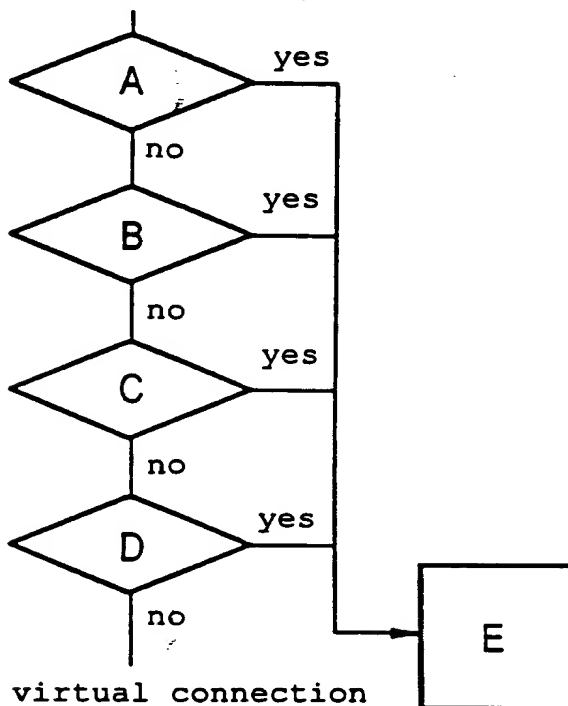 A
yes
no
B
yes
no
C
yes
no
D
yes
no
E
virtual connection